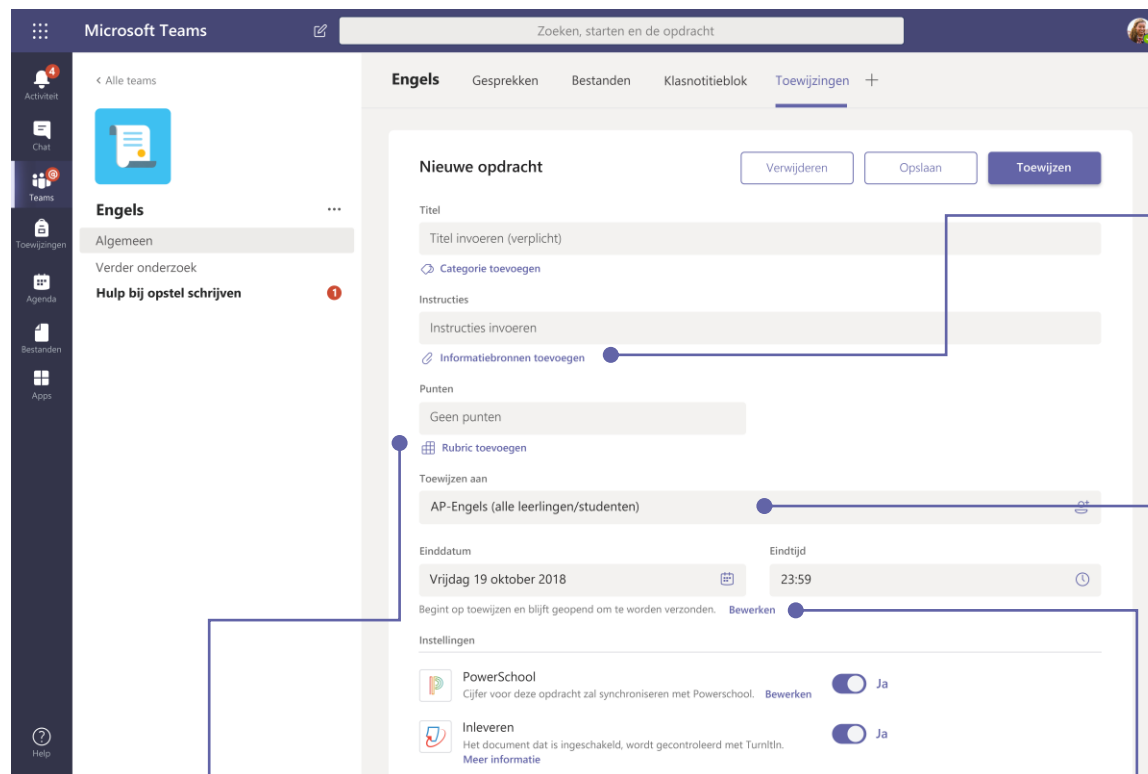 Microsoft Teams
Zoeken, starten en de opdracht
4
Activiteit
Chat
@
Teams
Toewijzingen
Agenda
Bestanden
Apps
?
Help
< Alle teams
Engels
...
Algemeen
Verder onderzoek
Hulp bij opstel schrijven
1
Engels Gesprekken Bestanden Klasnotitieblok Toewijzingen +
Nieuwe opdracht
Verwijderen Opslaan Toewijzen
Titel
Titel invoeren (verplicht)
Categorie toevoegen
Instructies
Instructies invoeren
Informatiebronnen toevoegen
Punten
Geen punten
Rubric toevoegen
Toewijzen aan
AP-Engels (alle leerlingen/studenten)
Einddatum Eindtijd
Vrijdag 19 oktober 2018 23:59
Begint op toewijzen en blijft geopend om te worden verzonden. Bewerken
Instellingen
PowerSchool
Cijfer voor deze opdracht zal synchroniseren met Powerschool. Bewerken Ja
Inleveren
Het document dat is ingeschakeld, wordt gecontroleerd met TurnItIn. Ja
Meer informatie